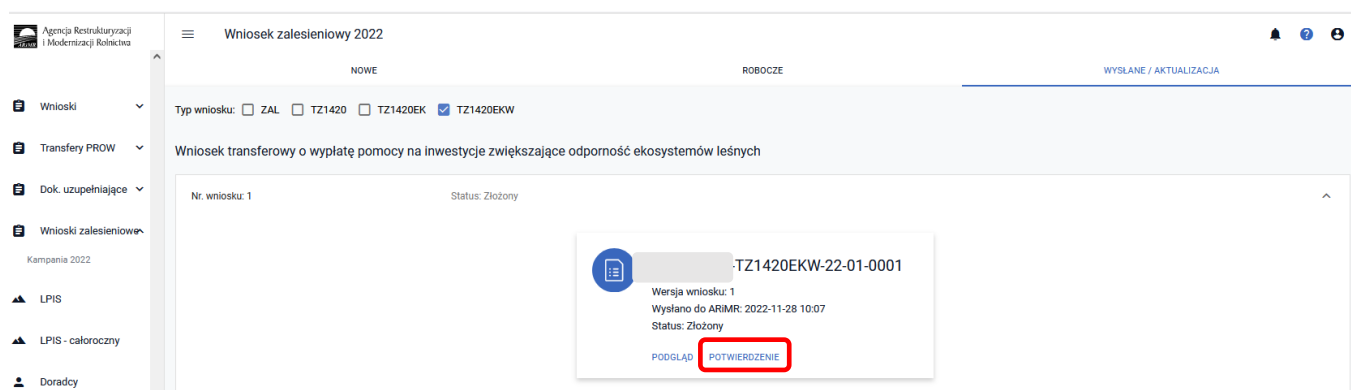 Agencja Restrukturyzacji
i Modernizacji Rolnictwa
ARiMR
Wniosek zalesieniowy 2022
NOWE
ROBOCZE
WYSŁANE / AKTUALIZACJA
Wnioski
Typ wniosku: ZAL TZ1420 TZ1420EK TZ1420EKW
Transfery PROW
Wniosek transferowy o wypłatę pomocy na inwestycje zwiększające odporność ekosystemów leśnych
Dok. uzupełniające
Nr. wniosku: 1
Status: Złożony
Wnioski zalesieniowe
Kampania 2022
-TZ1420EKW-22-01-0001
Wersja wniosku: 1
LPIS
Wysłano do ARiMR: 2022-11-28 10:07
Status: Złożony
LPIS - całoroczny
PODGLĄD POTWIERDZENIE
Doradcy